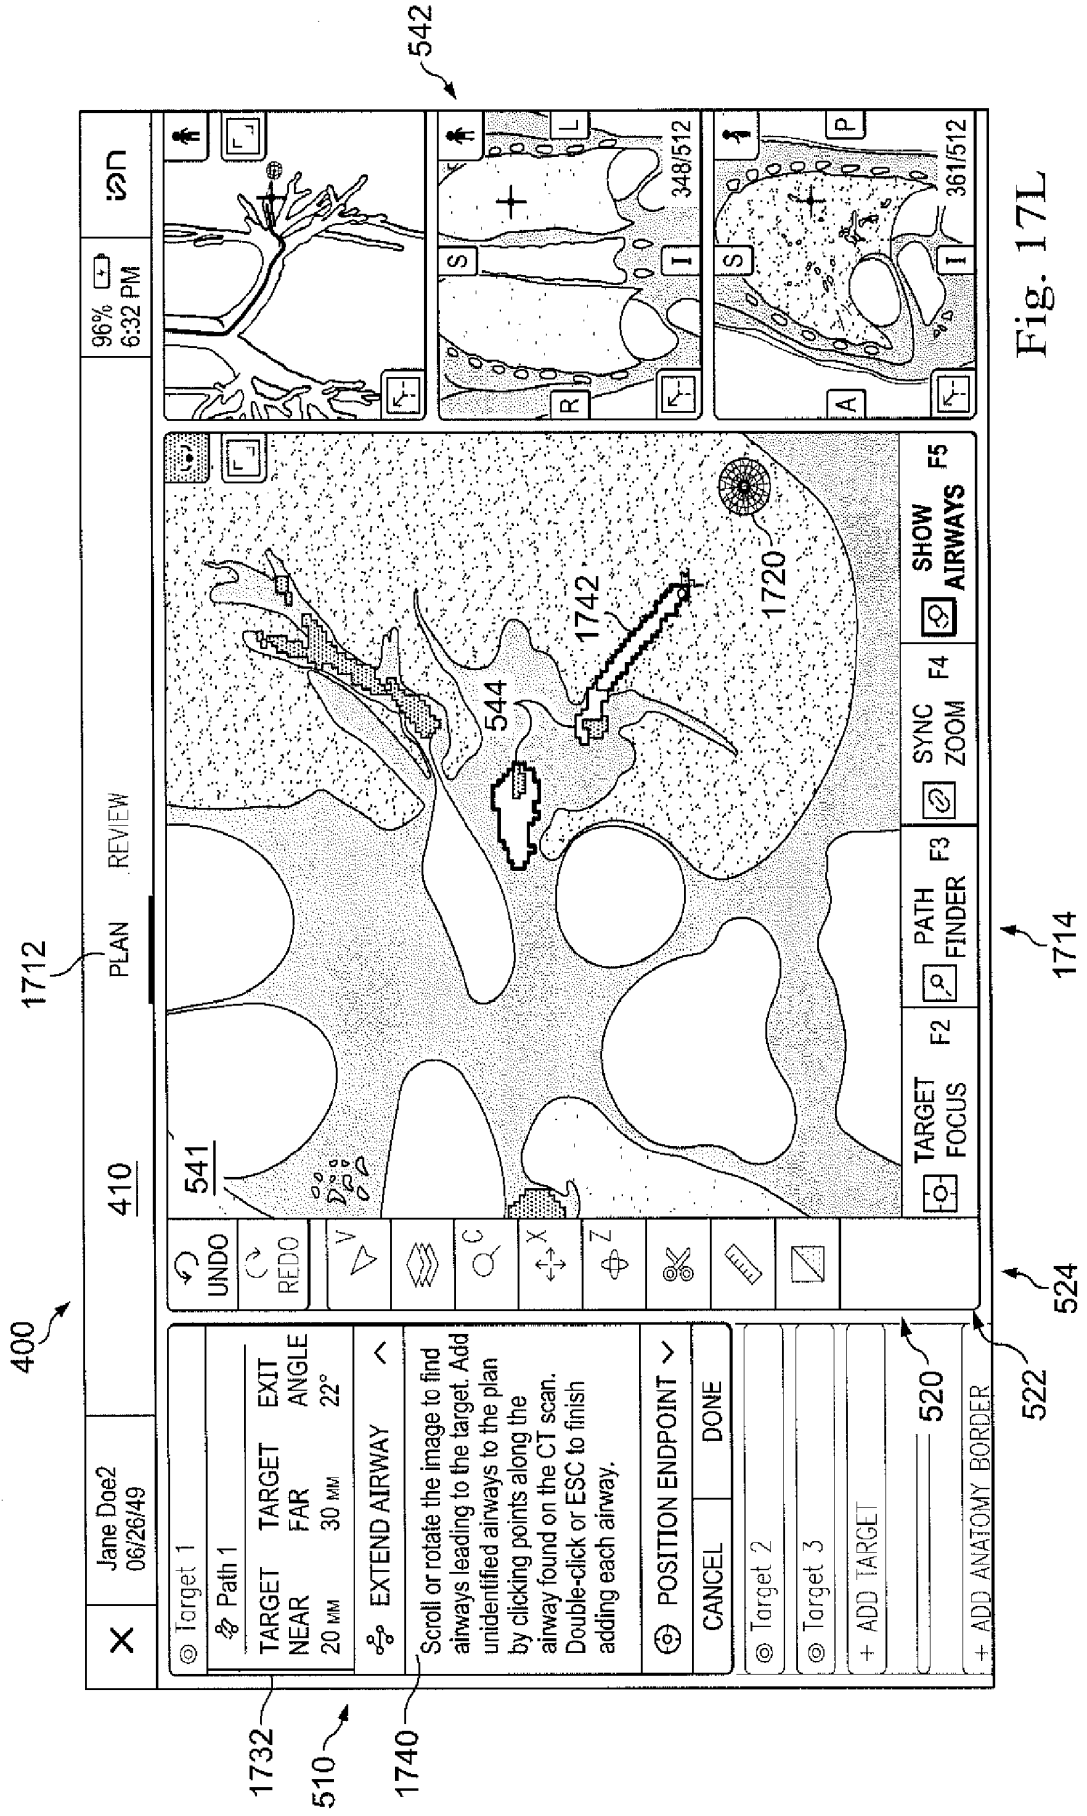 400
1712
410
542
X
Jane Doe2
06/26/49
PLAN
REVIEW
96%
6:32 PM
Target 1
Path 1
TARGET NEAR
20 MM
TARGET FAR
30 MM
EXIT ANGLE
22°
EXTEND AIRWAY
Scroll or rotate the image to find
airways leading to the target. Add
unidentified airways to the plan
by clicking points along the
airway found on the CT scan.
Double-click or ESC to finish
adding each airway.
POSITION ENDPOINT
CANCEL
DONE
Target 2
Target 3
+ ADD TARGET
+ ADD ANATOMY BORDER
1732
510
1740
UNDO
REDO
V
C
X
Z
520
522
524
541
544
1742
1720
TARGET
FOCUS
F2
PATH
FINDER
F3
SYNC
ZOOM
F4
SHOW
AIRWAYS
F5
1714
S
R
L
I
348/512
S
A
P
I
361/512
Fig. 17L